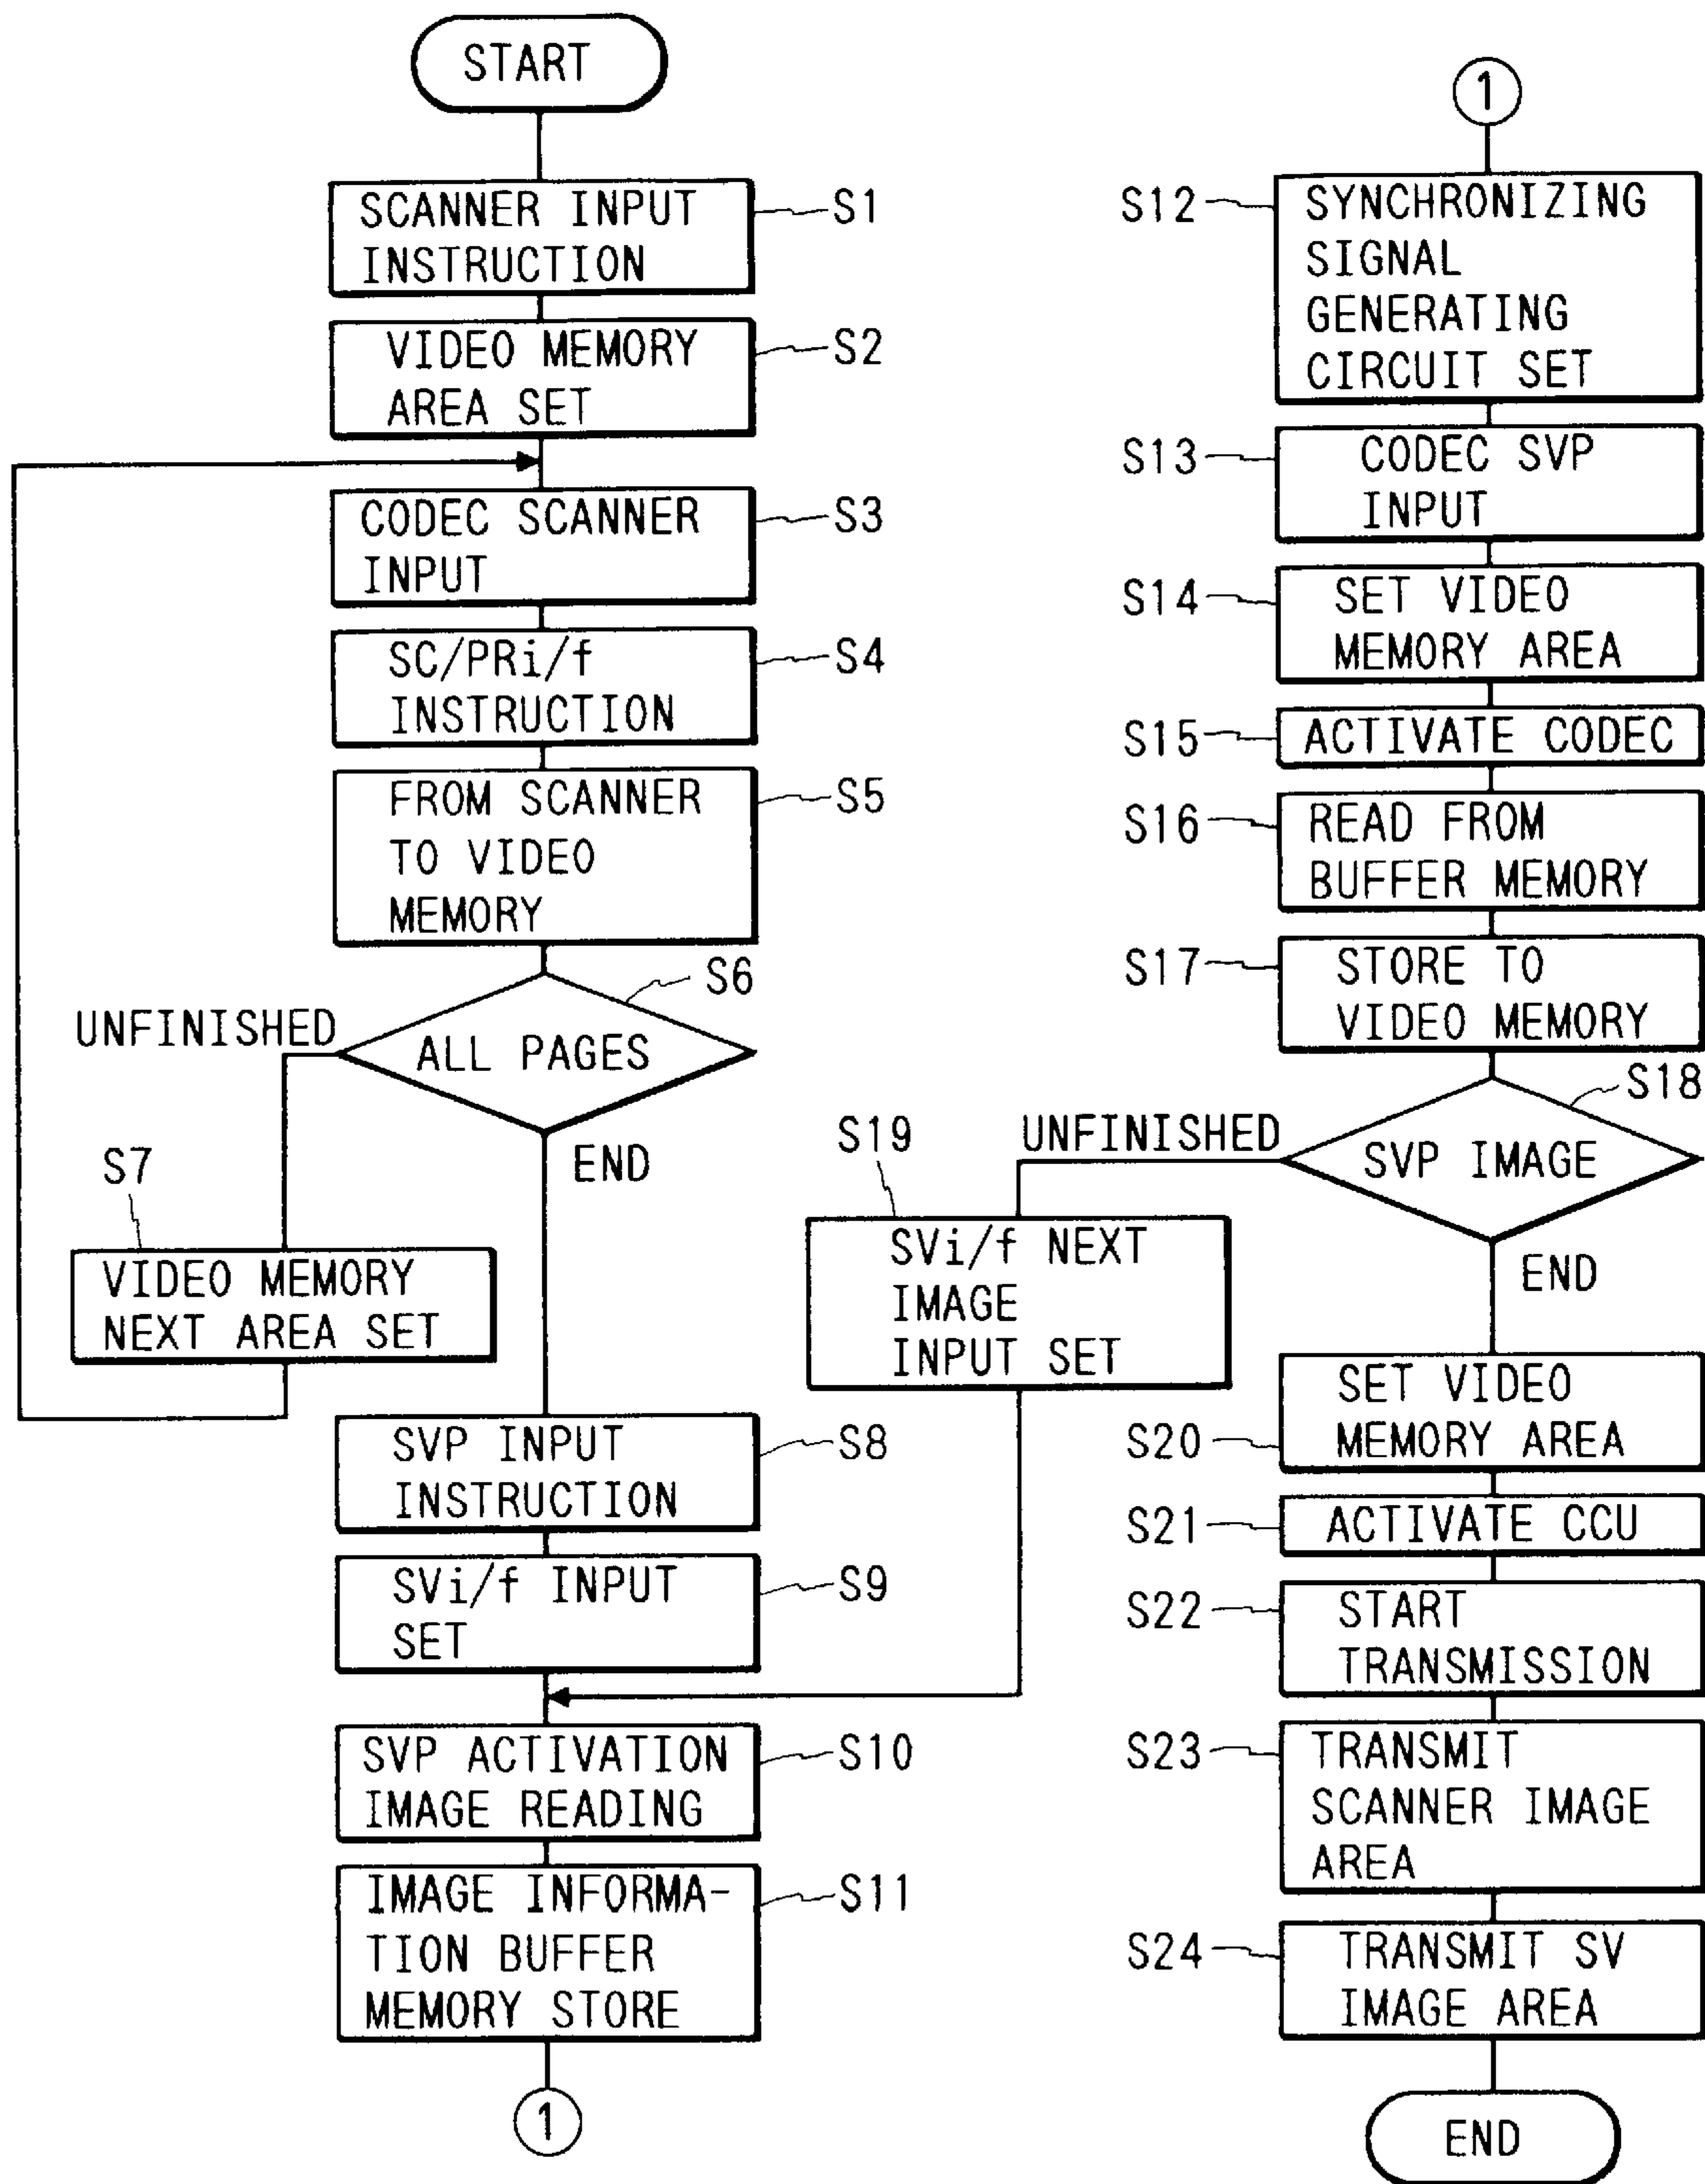 START
SCANNER INPUT
INSTRUCTION
S1
VIDEO MEMORY
AREA SET
S2
CODEC SCANNER
INPUT
S3
SC/PRi/f
INSTRUCTION
S4
FROM SCANNER
TO VIDEO
MEMORY
S5
S6
UNFINISHED
ALL PAGES
END
S7
VIDEO MEMORY
NEXT AREA SET
SVP INPUT
INSTRUCTION
S8
SVi/f INPUT
SET
S9
SVP ACTIVATION
IMAGE READING
S10
IMAGE INFORMA-
TION BUFFER
MEMORY STORE
S11
1
1
S12
SYNCHRONIZING
SIGNAL
GENERATING
CIRCUIT SET
S13
CODEC SVP
INPUT
S14
SET VIDEO
MEMORY AREA
S15
ACTIVATE CODEC
S16
READ FROM
BUFFER MEMORY
S17
STORE TO
VIDEO MEMORY
S18
UNFINISHED
SVP IMAGE
END
S19
SVi/f NEXT
IMAGE
INPUT SET
SET VIDEO
MEMORY AREA
S20
S21
ACTIVATE CCU
S22
START
TRANSMISSION
S23
TRANSMIT
SCANNER IMAGE
AREA
S24
TRANSMIT SV
IMAGE AREA
END